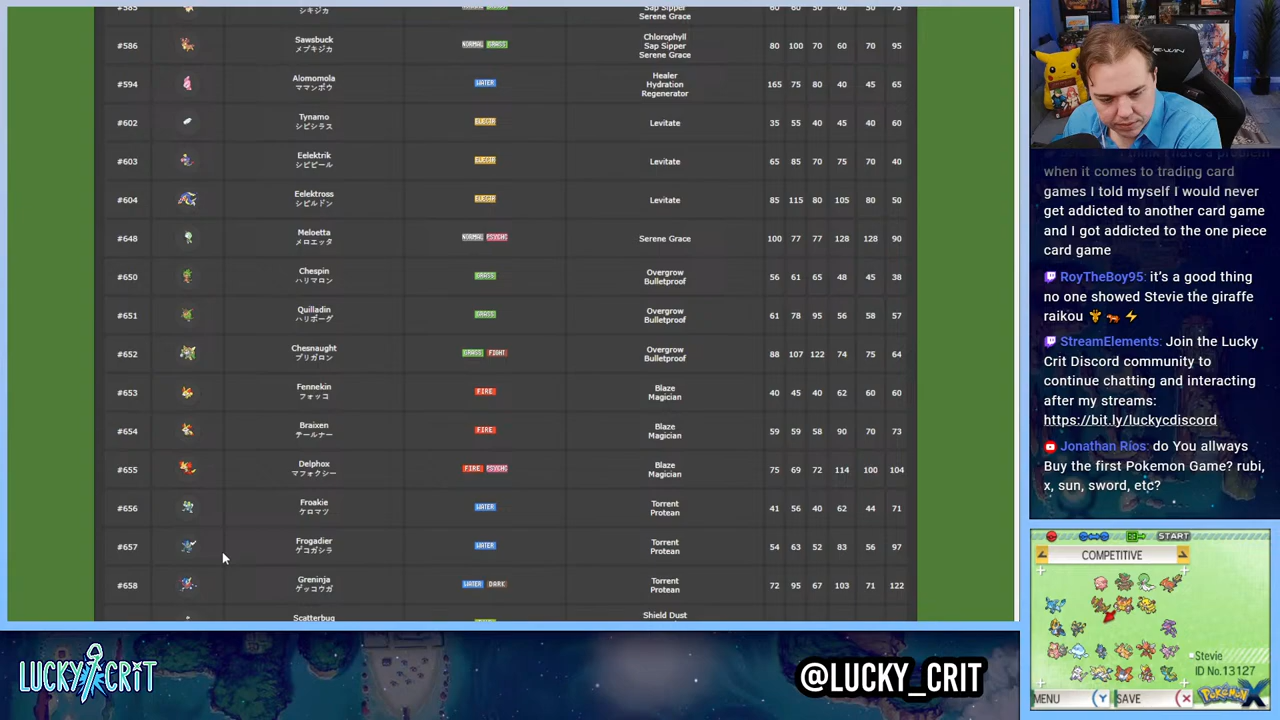 #585 シキジカ Sap Sipper 60 60 50 40 50 75
Serene Grace
#586 Sawsbuck NORMAL GRASS Chlorophyll 80 100 70 60 70 95
メブキジカ Sap Sipper
Serene Grace
#594 Alomomola WATER Healer 165 75 80 40 45 65
ママンボウ Hydration
Regenerator
#602 Tynamo ELECTR Levitate 35 55 40 45 40 60
シビシラス
#603 Eelektrik ELECTR Levitate 65 85 70 75 70 40
シビビール
#604 Eelektross ELECTR Levitate 85 115 80 105 80 50
シビルドン
#648 Meloetta NORMAL PSYCHC Serene Grace 100 77 77 128 128 90
メロエッタ
#650 Chespin GRASS Overgrow 56 61 65 48 45 38
ハリマロン Bulletproof
#651 Quilladin GRASS Overgrow 61 78 95 56 58 57
ハリボーグ Bulletproof
#652 Chesnaught GRASS FIGHT Overgrow 88 107 122 74 75 64
ブリガロン Bulletproof
#653 Fennekin FIRE Blaze 40 45 40 62 60 60
フォッコ Magician
#654 Braixen FIRE Blaze 59 59 58 90 70 73
テールナー Magician
#655 Delphox FIRE PSYCHC Blaze 75 69 72 114 100 104
マフォクシー Magician
#656 Froakie WATER Torrent 41 56 40 62 44 71
ケロマツ Protean
#657 Frogadier WATER Torrent 54 63 52 83 56 97
ゲコガシラ Protean
#658 Greninja WATER DARK Torrent 72 95 67 103 71 122
ゲッコウガ Protean
Scatterbug Shield Dust
when it comes to trading card
games I told myself I would never
get addicted to another card game
and I got addicted to the one piece
card game
RoyTheBoy95: it's a good thing
no one showed Stevie the giraffe
raikou 🦒 🐅 ⚡
StreamElements: Join the Lucky
Crit Discord community to
continue chatting and interacting
after my streams:
https://bit.ly/luckycdiscord
Jonathan Ríos: do You allways
Buy the first Pokemon Game? rubi,
x, sun, sword, etc?
START
COMPETITIVE
Stevie
ID No.13127
MENU Y SAVE X
POKéMON X
LUCKY CRIT
@LUCKY_CRIT